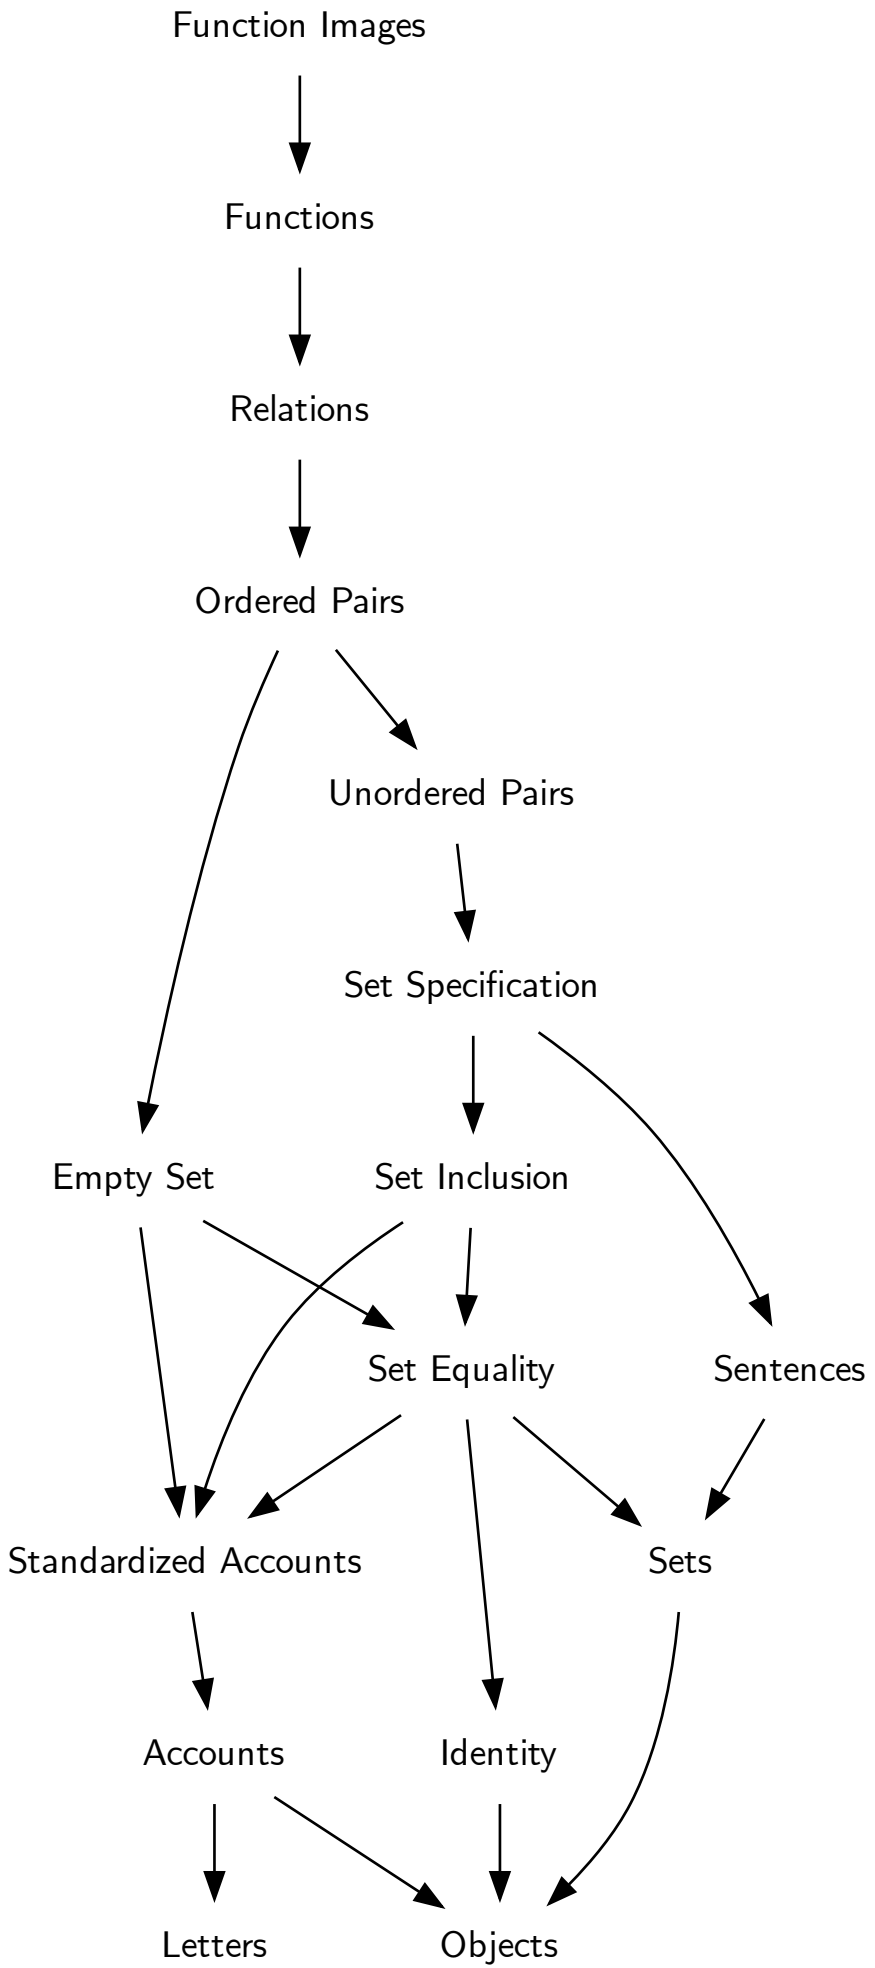 Function Images
Functions
Relations
Ordered Pairs
Unordered Pairs
Set Specification
Empty Set
Set Inclusion
Set Equality
Sentences
Standardized Accounts
Sets
Accounts
Identity
Letters
Objects